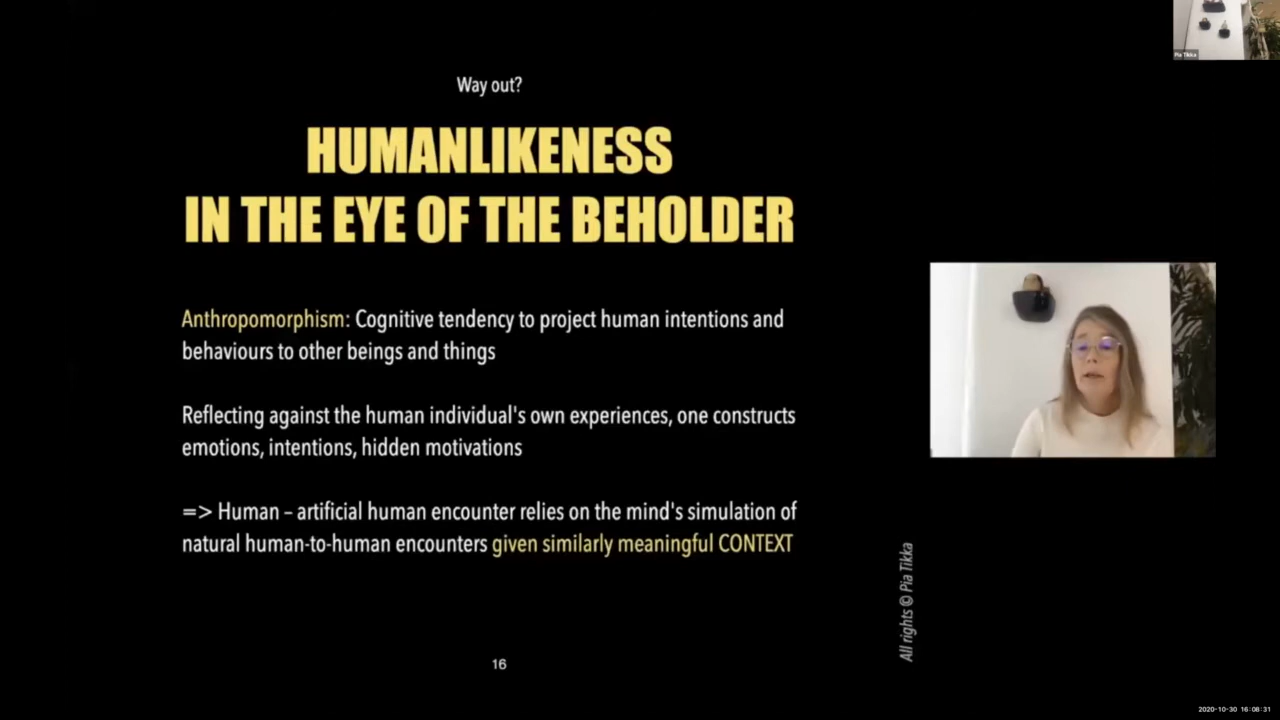 Pia Tikka
Way out?
HUMANLIKENESS
IN THE EYE OF THE BEHOLDER
Anthropomorphism: Cognitive tendency to project human intentions and
behaviours to other beings and things
Reflecting against the human individual's own experiences, one constructs
emotions, intentions, hidden motivations
=> Human – artificial human encounter relies on the mind's simulation of
natural human-to-human encounters given similarly meaningful CONTEXT
All rights © Pia Tikka
16
2020-10-30 16:08:31